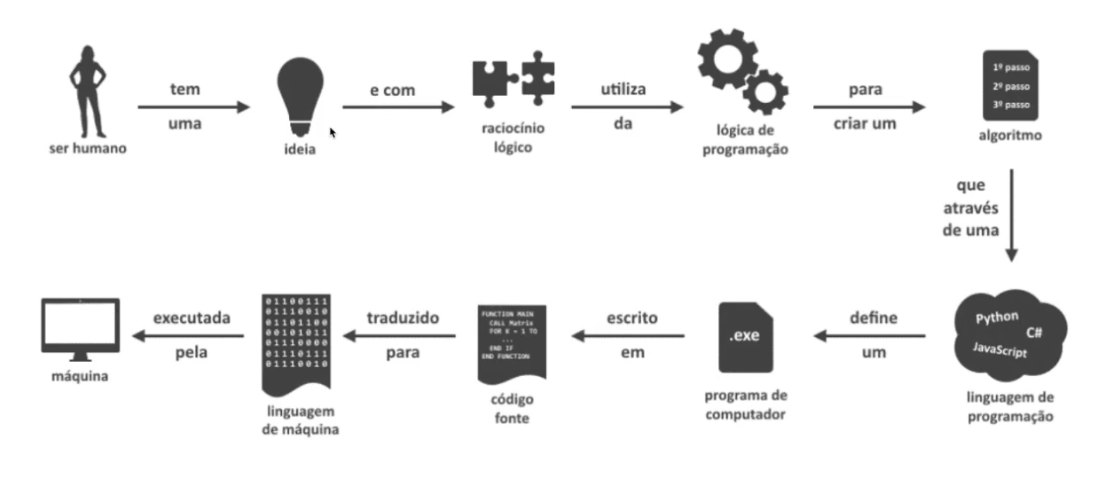 tem
uma
ser humano
ideia
e com
raciocínio
lógico
utiliza
da
lógica de
programação
para
criar um
1º passo
2º passo
3º passo
algoritmo
que
através
de uma
Python
C#
JavaScript
linguagem de
programação
define
um
.exe
programa de
computador
escrito
em
FUNCTION MAIN
CALL Matrix
FOR K = 1 TO
...
END IF
END FUNCTION
código
fonte
traduzido
para
01100111
01110010
01101100
00101011
01110000
01110111
01110010
linguagem
de máquina
executada
pela
máquina